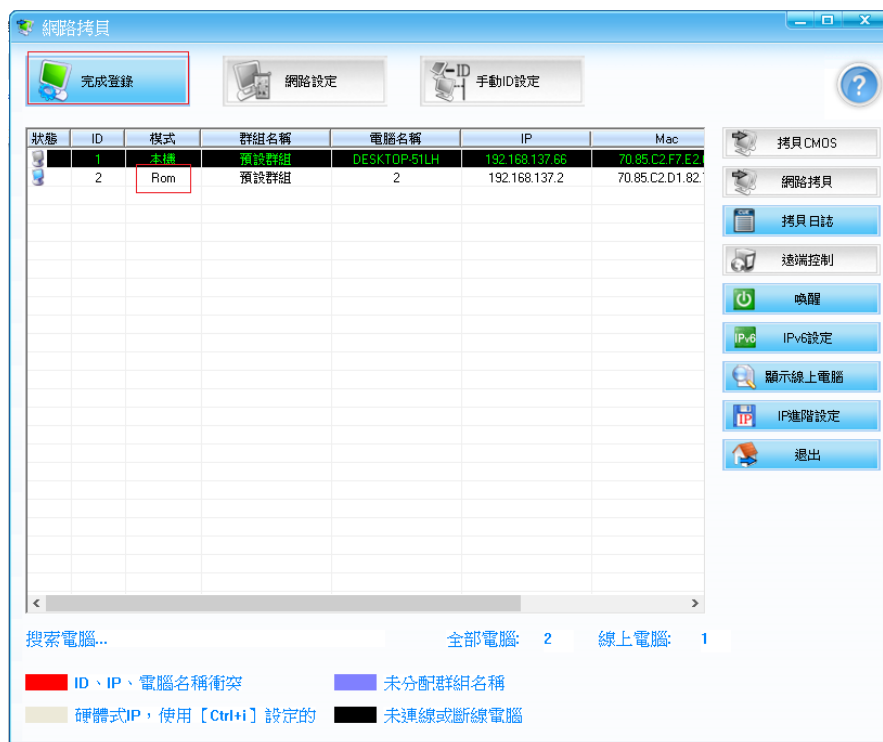 網路拷貝
完成登錄
網路設定
ID
手動ID設定
狀態 ID 模式 群組名稱 電腦名稱 IP Mac
1 本機 預設群組 DESKTOP-51LH 192.168.137.66 70.85.C2.F7.E2.
2 Rom 預設群組 2 192.168.137.2 70.85.C2.D1.82.
拷貝CMOS
網路拷貝
拷貝日誌
遠端控制
喚醒
IPv6 IPv6設定
顯示線上電腦
IP IP進階設定
退出
搜索電腦... 全部電腦: 2 線上電腦: 1
ID、IP、電腦名稱衝突 未分配群組名稱
硬體式IP，使用［Ctrl+i］設定的 未連線或斷線電腦